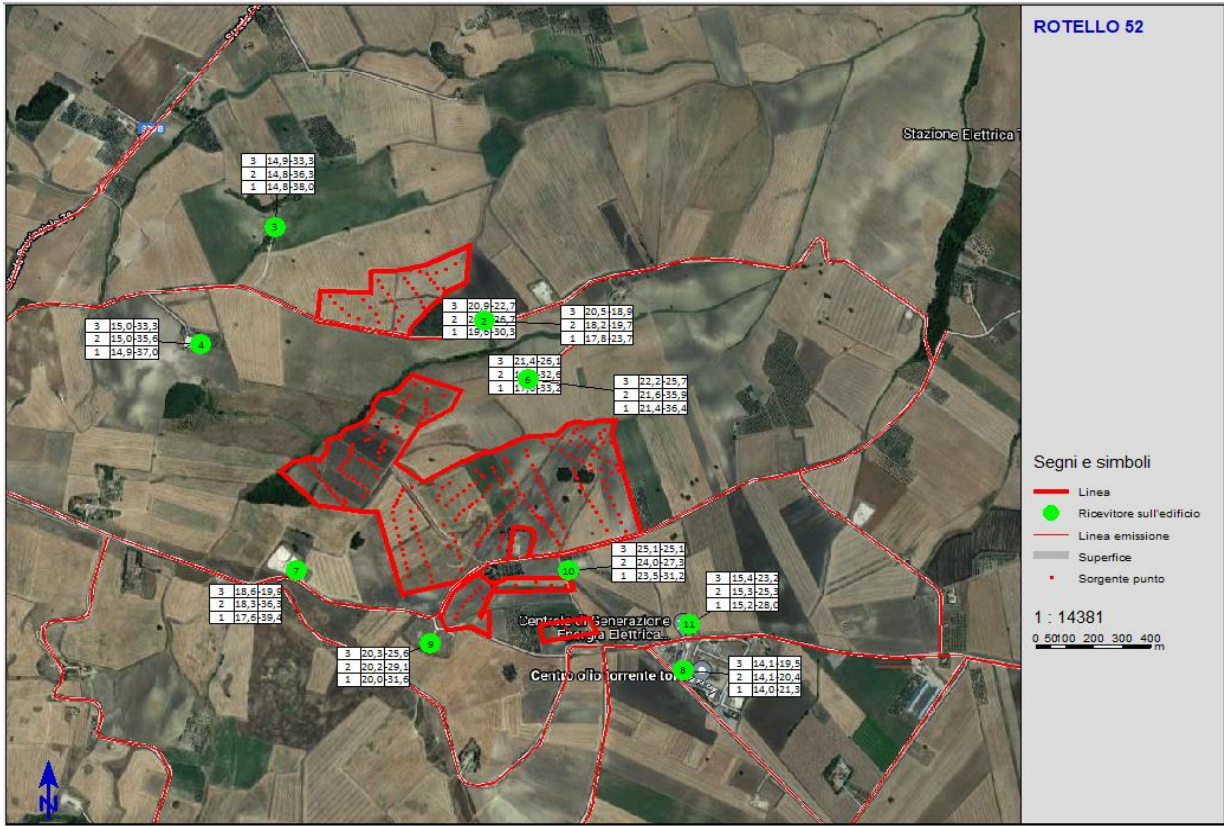 ROTELLO 52
Stazione Elettrica T
3 14,9-33,3
2 14,8-36,3
1 14,8-38,0
3
3 20,9-22,7
1 19,6-30,3
2
3 20,5-18,9
2 18,2-19,7
1 17,8-23,7
3 15,0-33,3
2 15,0-35,6
1 14,9-37,0
4
3 21,4-26,1
6
3 22,2-25,7
2 21,6-35,9
1 21,4-36,4
3 25,1-25,1
2 24,0-27,3
1 23,5-31,2
10
7
3 18,6-19,9
2 18,3-36,3
1 17,6-39,4
3 15,4-23,2
2 15,3-25,3
1 15,2-28,0
11
Centrale di Generazione
Energia Elettrica...
9
3 20,3-25,6
2 20,2-29,1
1 20,0-31,6
Centro olio torrente to
8
3 14,1-19,5
2 14,1-20,4
1 14,0-21,3
N
Segni e simboli
Linea
Ricevitore sull'edificio
Linea emissione
Superfice
Sorgente punto
1 : 14381
0 50100 200 300 400
m